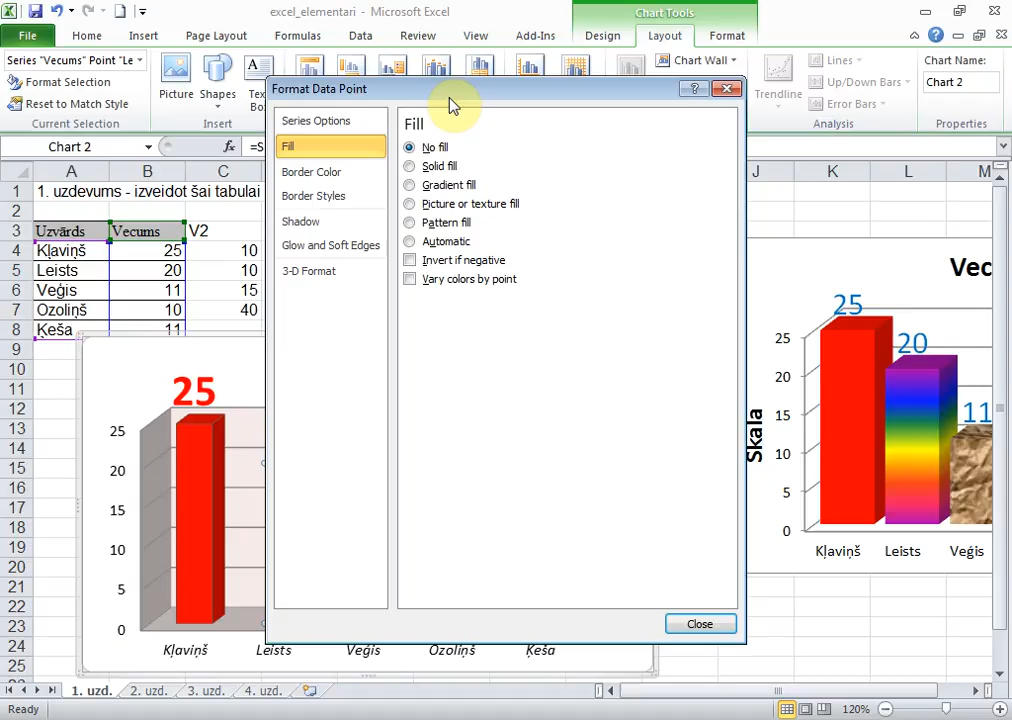 excel_elementari - Microsoft Excel
Chart Tools
File Home Insert Page Layout Formulas Data Review View Add-Ins Design Layout Format
Series "Vecums" Point "Le
Format Selection
Reset to Match Style
Current Selection
Picture Shapes
Insert
Chart Wall
Trendline
Lines
Up/Down Bars
Error Bars
Analysis
Chart Name:
Chart 2
Properties
Chart 2
fx =S
A B C J K L M
1 1. uzdevums - izveidot šai tabulai
2
3 Uzvārds Vecums V2
4 Kļaviņš 25 10
5 Leists 20 10
6 Veģis 11 15
7 Ozoliņš 40
8 Ķeša 11
9
10
11
12
13
14
15
16
17
18
19
20
21
22
23
24
25
25
25
20
15
10
5
0
Kļaviņš Leists Veģis Ozoliņš Ķeša
Format Data Point
Series Options
Fill
Border Color
Border Styles
Shadow
Glow and Soft Edges
3-D Format
Fill
No fill
Solid fill
Gradient fill
Picture or texture fill
Pattern fill
Automatic
Invert if negative
Vary colors by point
Close
Vec
25
20
11
25
20
15
10
5
0
Skala
Kļaviņš Leists Veģis
1. uzd. 2. uzd. 3. uzd. 4. uzd.
Ready
120%